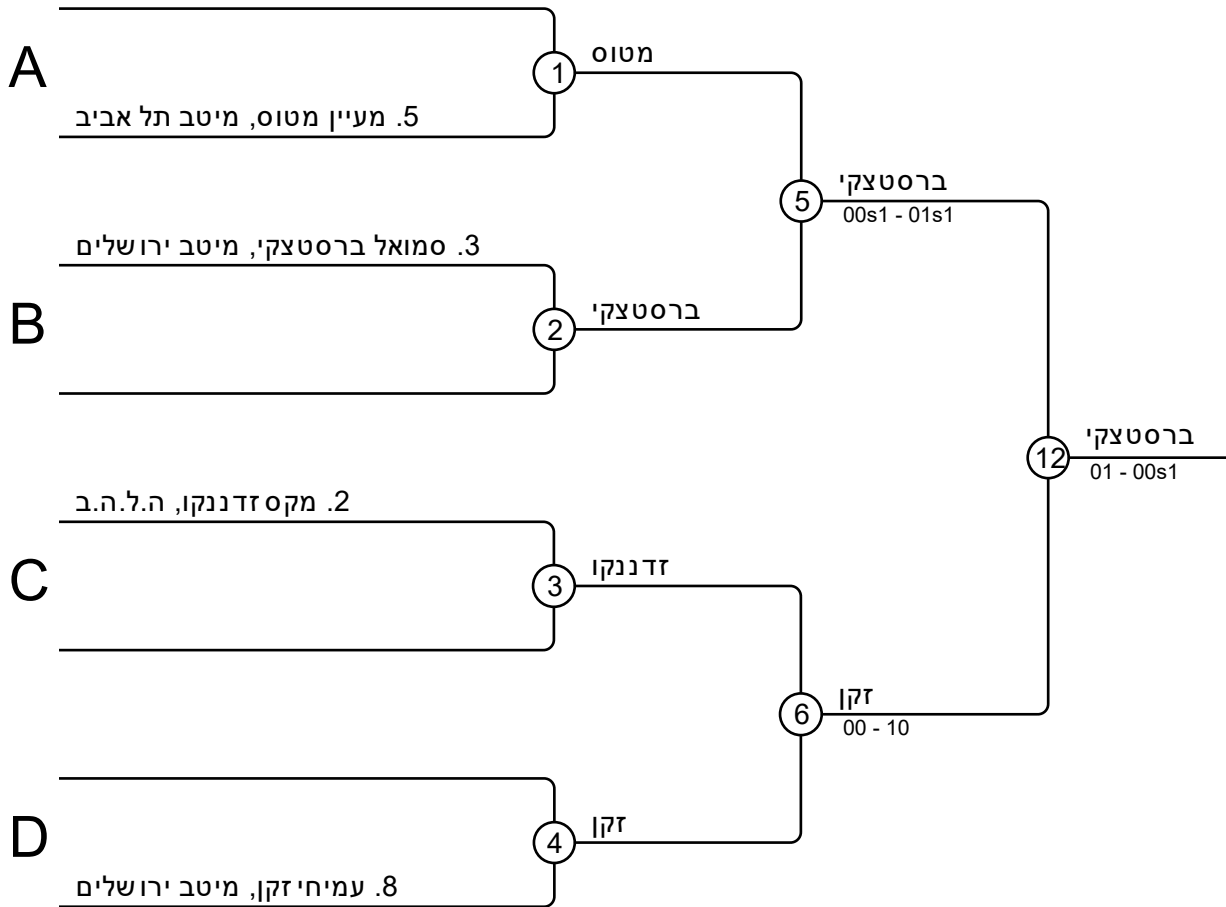 A
1
מטוס
5. מעיין מטוס, מיטב תל אביב
5
ברסטצקי
00s1 - 01s1
3. סמואל ברסטצקי, מיטב ירושלים
B
2
ברסטצקי
12
ברסטצקי
01 - 00s1
2. מקס זדננקו, ה.ל.ה.ב
C
3
זדננקו
6
זקן
00 - 10
D
4
זקן
8. עמיחי זקן, מיטב ירושלים